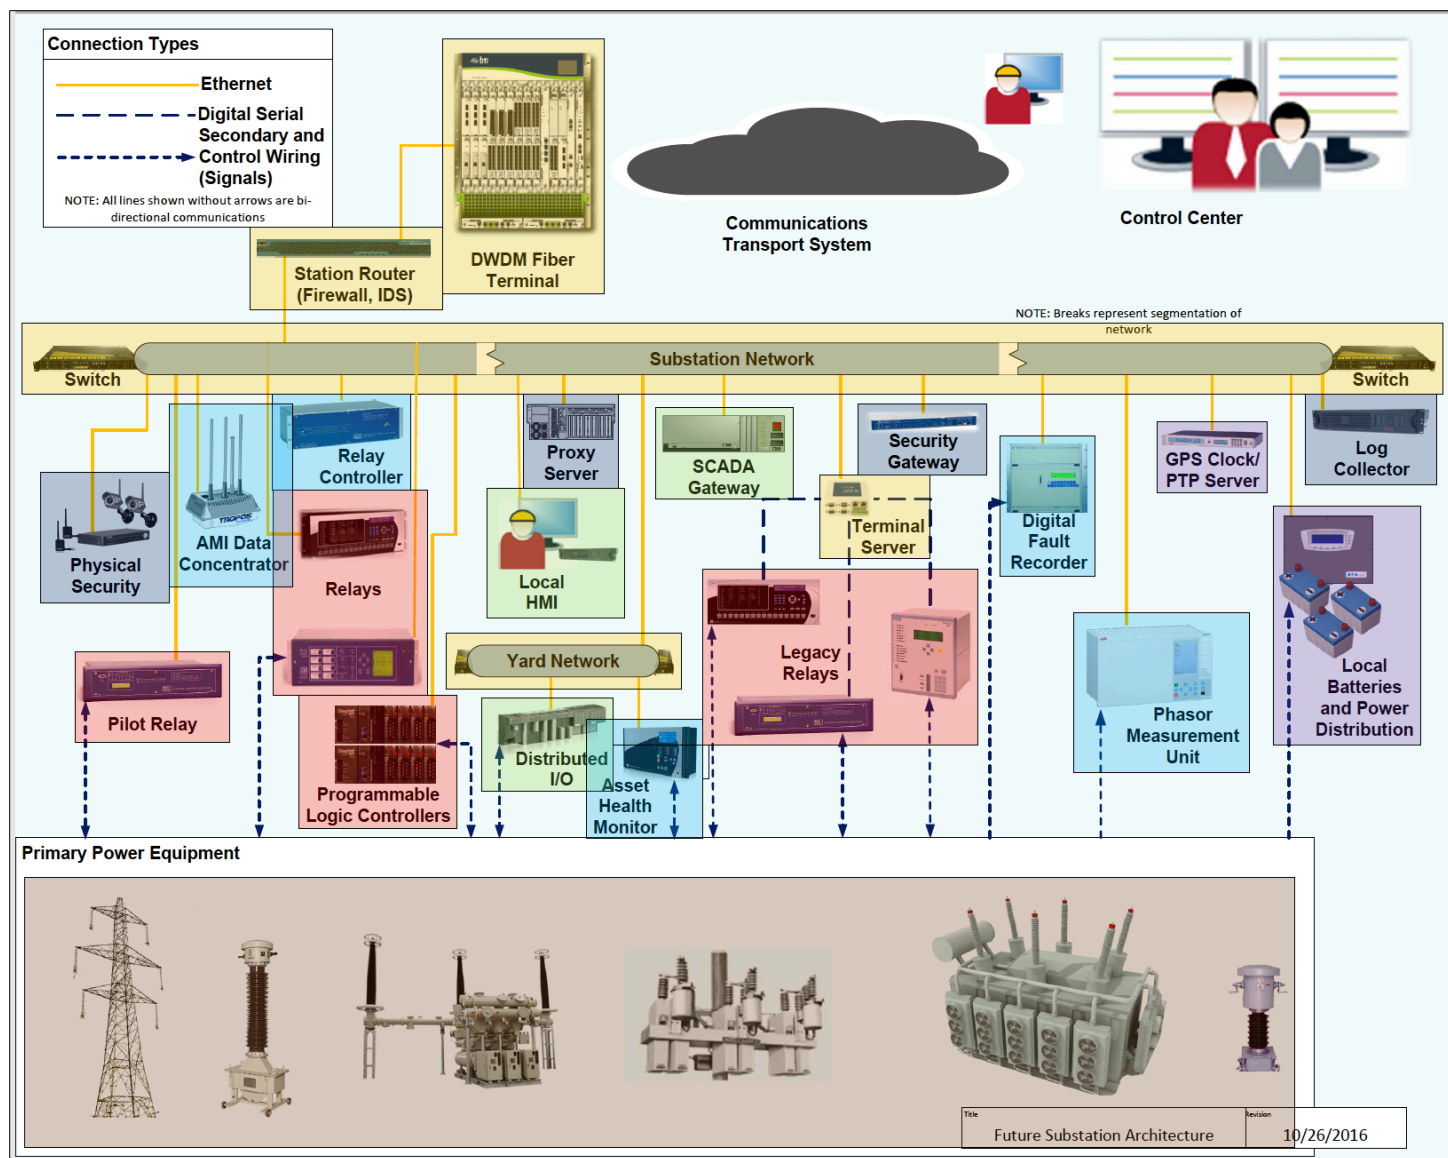 Connection Types
Ethernet
Digital Serial
Secondary and
Control Wiring
(Signals)
NOTE: All lines shown without arrows are bi-
directional communications
bti
DWDM Fiber
Terminal
Station Router
(Firewall, IDS)
Communications
Transport System
Control Center
NOTE: Breaks represent segmentation of
network
Switch
Substation Network
Switch
Physical
Security
TROPOS
AMI Data
Concentrator
Relay
Controller
Relays
Pilot Relay
Programmable
Logic Controllers
Proxy
Server
Local
HMI
Yard Network
Distributed
I/O
Asset
Health
Monitor
SCADA
Gateway
Security
Gateway
Terminal
Server
Legacy
Relays
Digital
Fault
Recorder
Phasor
Measurement
Unit
GPS Clock/
PTP Server
Log
Collector
Local
Batteries
and Power
Distribution
Primary Power Equipment
Title
Future Substation Architecture
Revision
10/26/2016